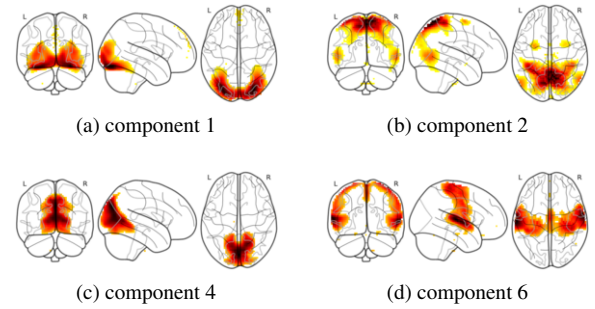 L R L R
(a) component 1 (b) component 2
L R L R
(c) component 4 (d) component 6